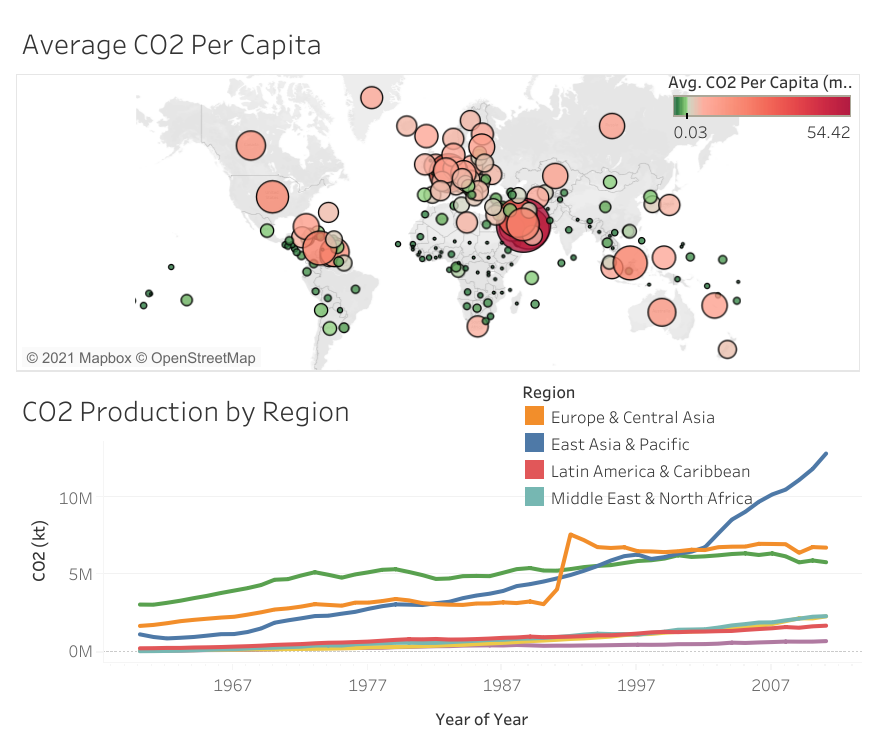 Average CO2 Per Capita
Avg. CO2 Per Capita (m..
0.03 54.42
© 2021 Mapbox © OpenStreetMap
CO2 Production by Region
Region
Europe & Central Asia
East Asia & Pacific
Latin America & Caribbean
Middle East & North Africa
10M
5M
0M
CO2 (kt)
1967 1977 1987 1997 2007
Year of Year